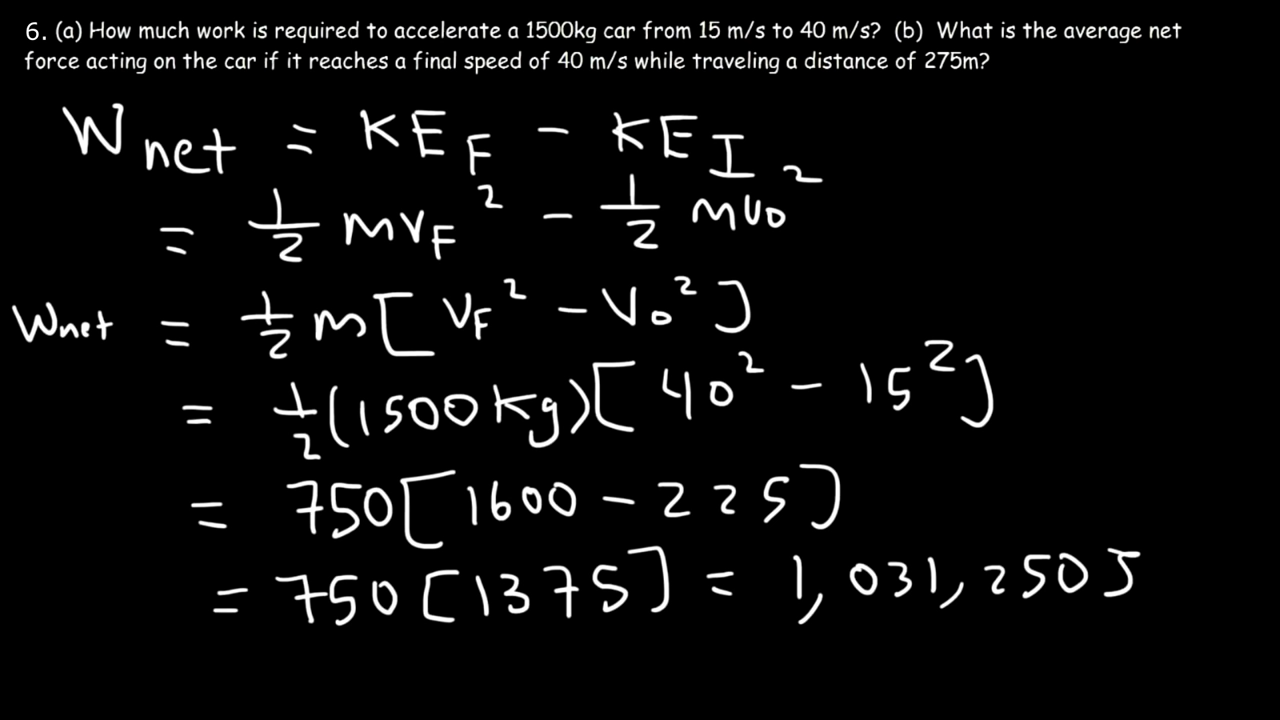 6. (a) How much work is required to accelerate a 1500kg car from 15 m/s to 40 m/s? (b) What is the average net
force acting on the car if it reaches a final speed of 40 m/s while traveling a distance of 275m?
Wnet = KEF - KEI
= 1/2 mVF² - 1/2 mV0²
Wnet = 1/2 m[VF² - V0²]
= 1/2 (1500kg)[40² - 15²]
= 750[1600 - 225]
= 750[1375] = 1,031,250J